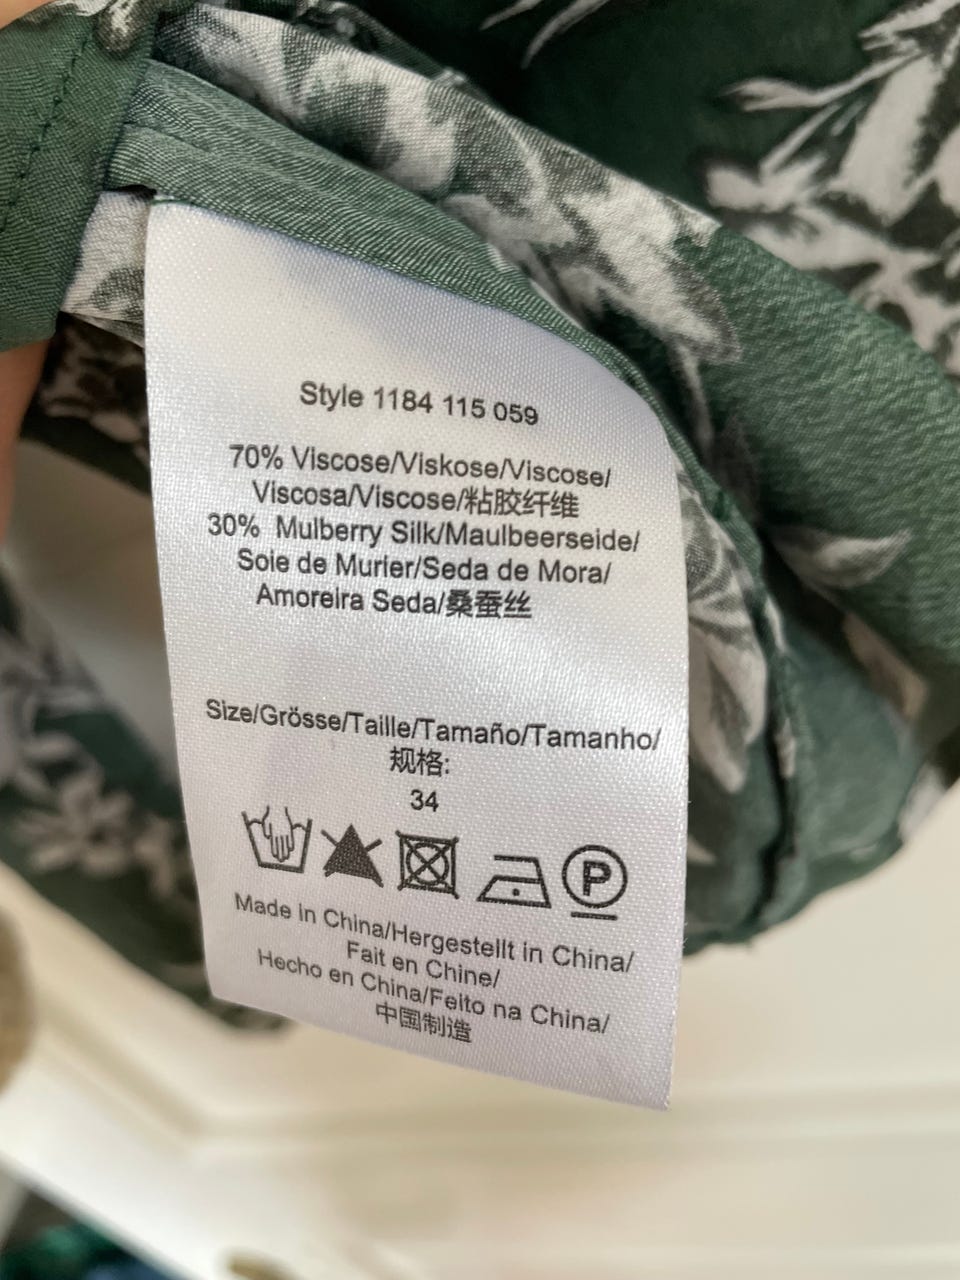 Style 1184 115 059
70% Viscose/Viskose/Viscose/
Viscosa/Viscose/粘胶纤维
30% Mulberry Silk/Maulbeerseide/
Soie de Murier/Seda de Mora/
Amoreira Seda/桑蚕丝
Size/Grösse/Taille/Tamaño/Tamanho/
规格:
34
P
Made in China/Hergestellt in China/
Fait en Chine/
Hecho en China/Feito na China/
中国制造